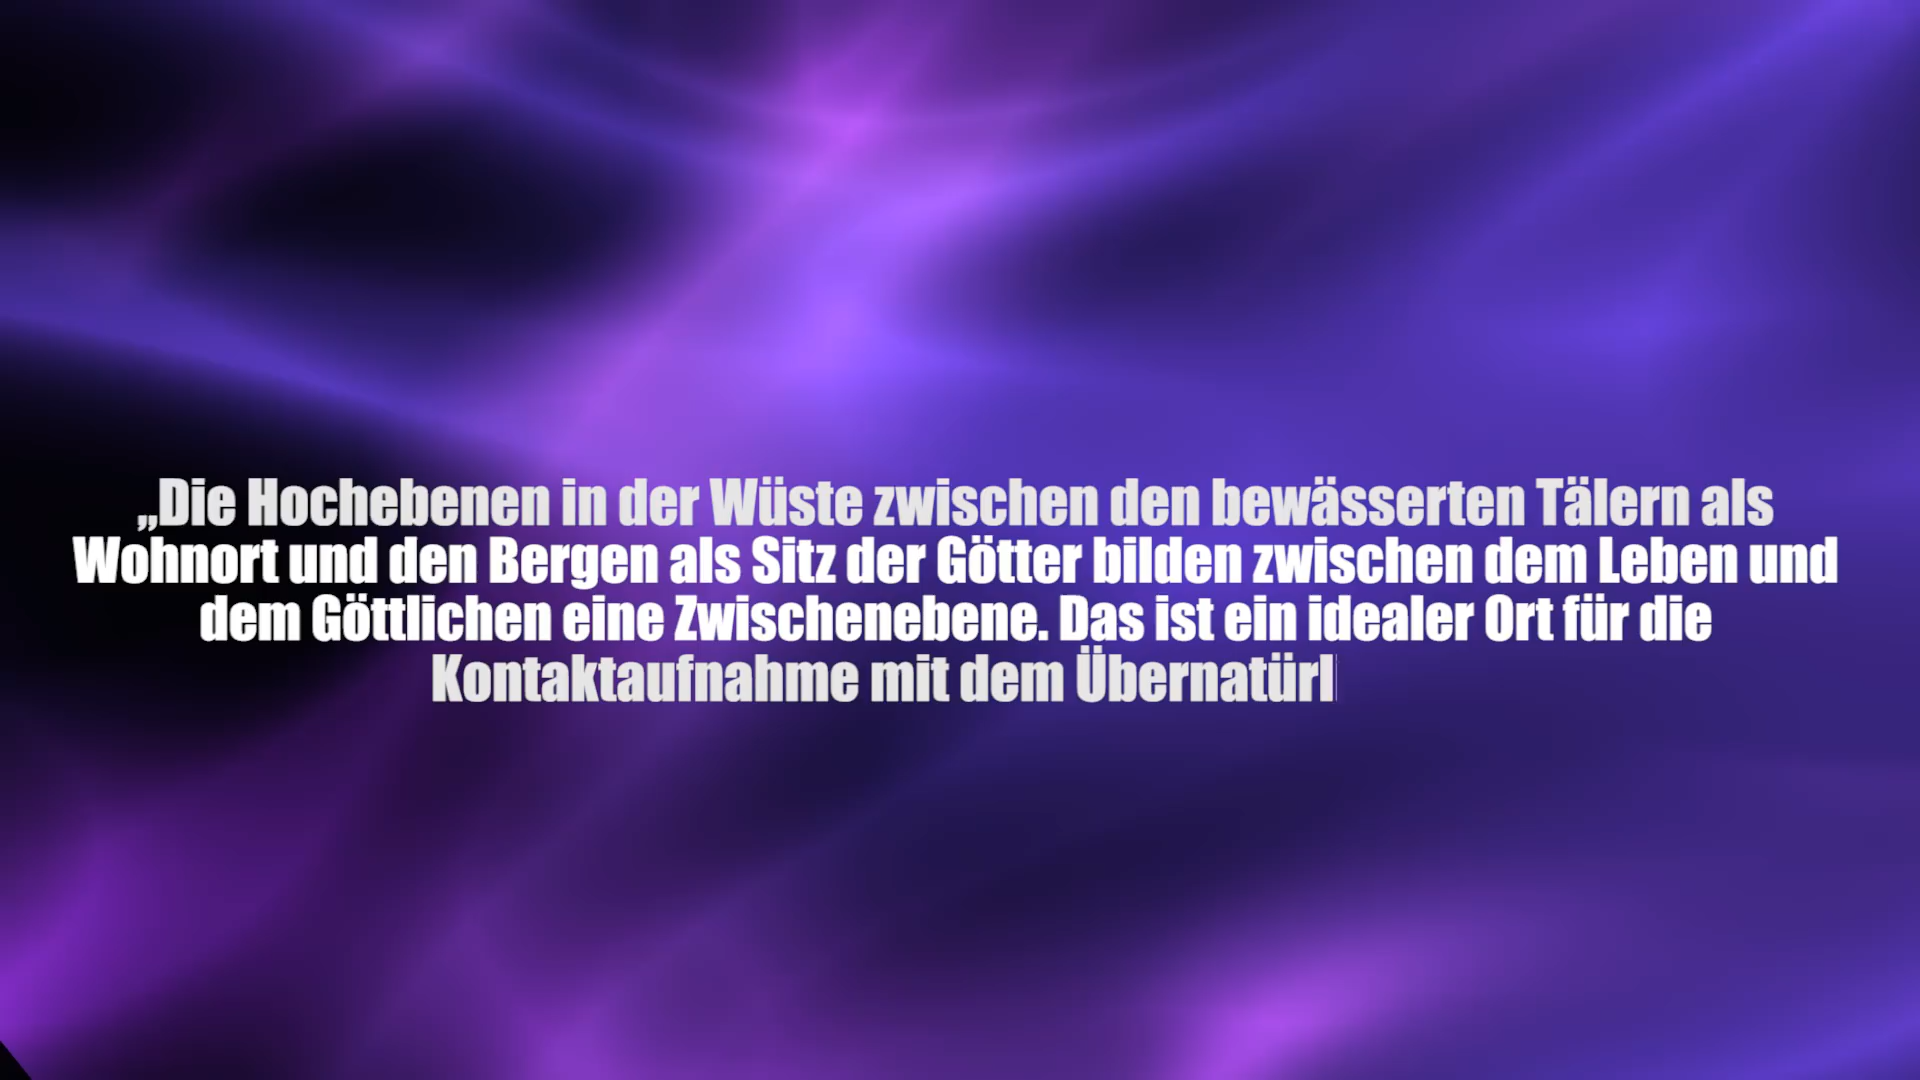 „Die Hochebenen in der Wüste zwischen den bewässerten Tälern als
Wohnort und den Bergen als Sitz der Götter bilden zwischen dem Leben und
dem Göttlichen eine Zwischenebene. Das ist ein idealer Ort für die
Kontaktaufnahme mit dem Übernatürl